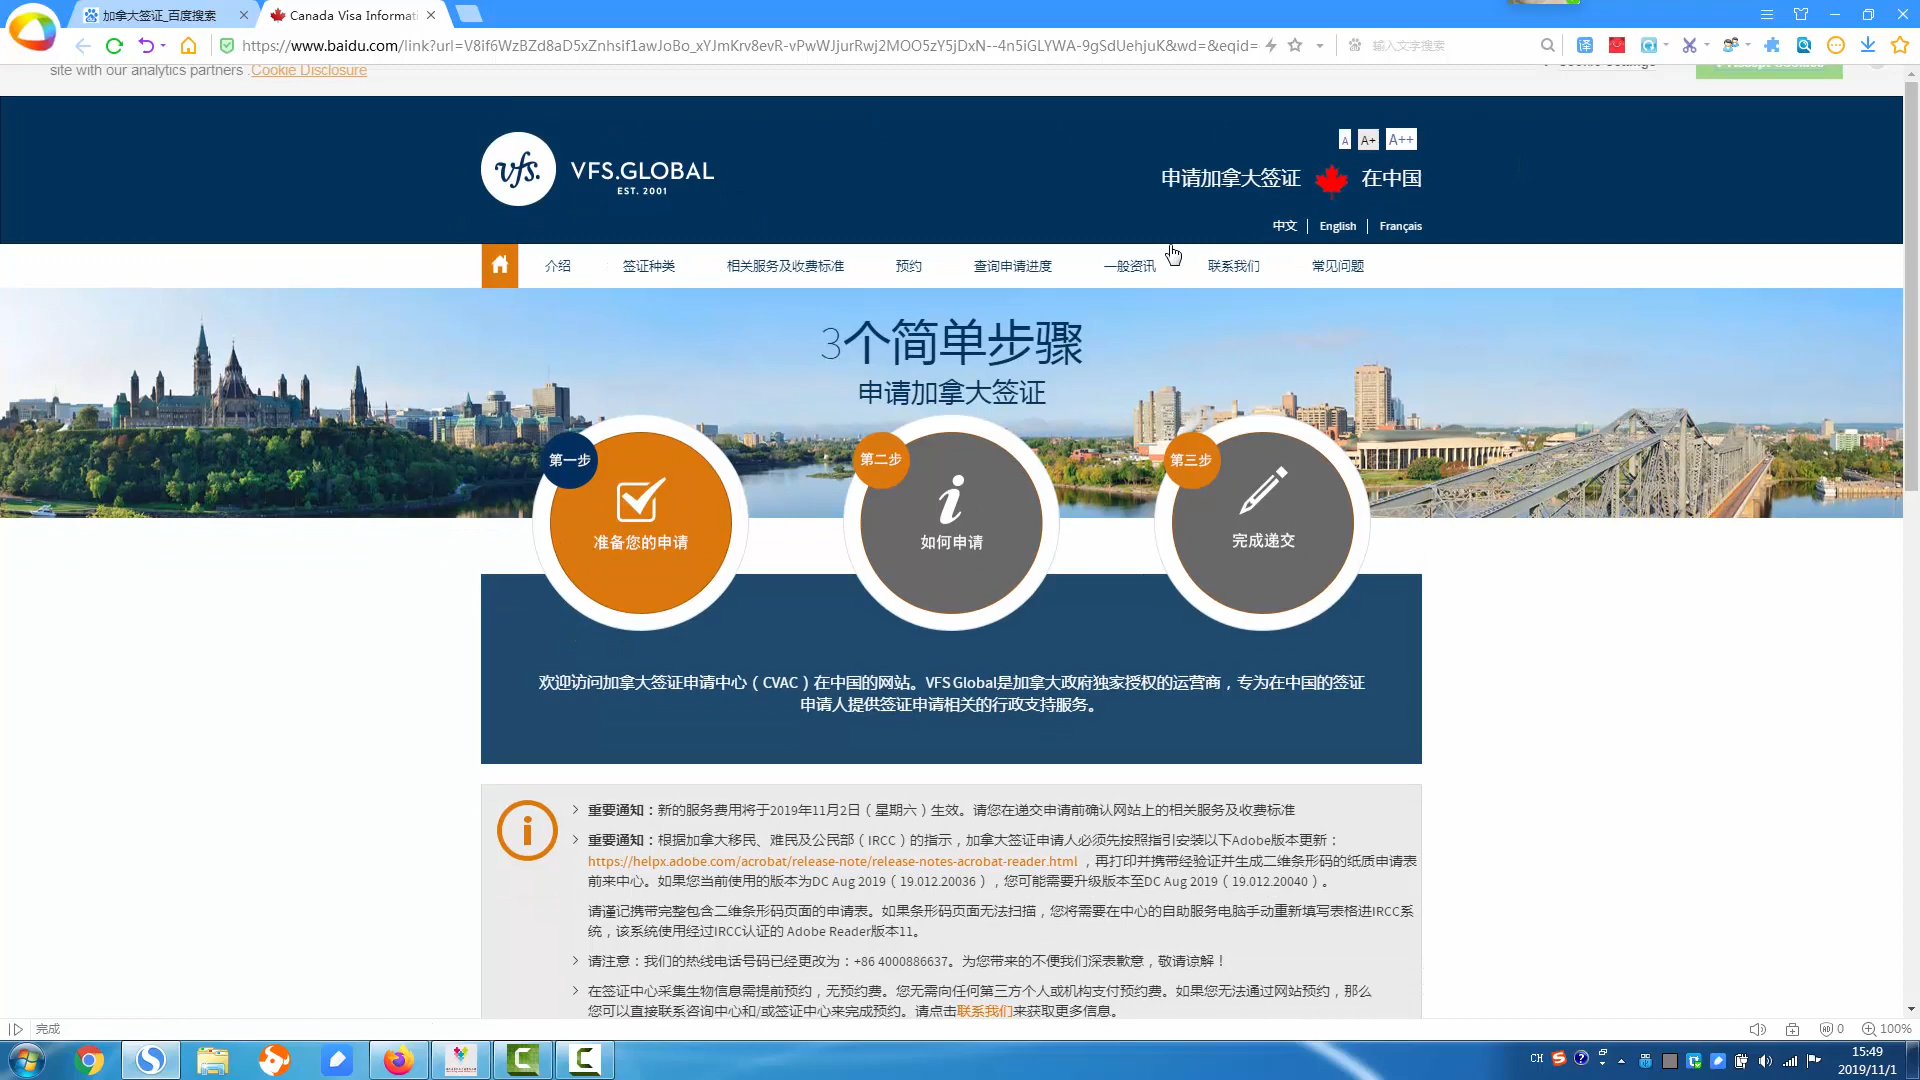 加拿大签证_百度搜索
Canada Visa Informati
https://www.baidu.com/link?url=V8if6WzBZd8aD5xZnhsif1awJoBo_xYJmKrv8evR-vPwWJjurRwj2MOO5zY5jDxN--4n5iGLYWA-9gSdUehjuK&wd=&eqid=
输入文字搜索
site with our analytics partners .Cookie Disclosure
A A+ A++
vfs. VFS.GLOBAL
EST. 2001
申请加拿大签证 在中国
中文 | English | Français
介绍 签证种类 相关服务及收费标准 预约 查询申请进度 一般资讯 联系我们 常见问题
3个简单步骤
申请加拿大签证
第一步
准备您的申请
第二步
如何申请
第三步
完成递交
欢迎访问加拿大签证申请中心（CVAC）在中国的网站。VFS Global是加拿大政府独家授权的运营商，专为在中国的签证
申请人提供签证申请相关的行政支持服务。
重要通知：新的服务费用将于2019年11月2日（星期六）生效。请您在递交申请前确认网站上的相关服务及收费标准
重要通知：根据加拿大移民、难民及公民部（IRCC）的指示，加拿大签证申请人必须先按照指引安装以下Adobe版本更新：
https://helpx.adobe.com/acrobat/release-note/release-notes-acrobat-reader.html ，再打印并携带经验证并生成二维条形码的纸质申请表
前来中心。如果您当前使用的版本为DC Aug 2019（19.012.20036），您可能需要升级版本至DC Aug 2019（19.012.20040）。
请谨记携带完整包含二维条形码页面的申请表。如果条形码页面无法扫描，您将需要在中心的自助服务电脑手动重新填写表格进IRCC系
统，该系统使用经过IRCC认证的 Adobe Reader版本11。
请注意：我们的热线电话号码已经更改为：+86 4000886637。为您带来的不便我们深表歉意，敬请谅解！
在签证中心采集生物信息需提前预约，无预约费。您无需向任何第三方个人或机构支付预约费。如果您无法通过网站预约，那么
您可以直接联系咨询中心和/或签证中心来完成预约。请点击联系我们来获取更多信息。
完成
0
100%
CH
15:49
2019/11/1